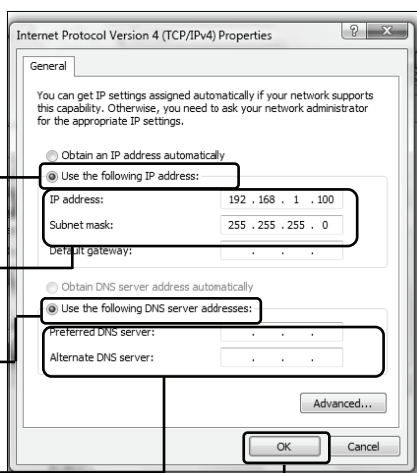 Internet Protocol Version 4 (TCP/IPv4) Properties
General
You can get IP settings assigned automatically if your network supports
this capability. Otherwise, you need to ask your network administrator
for the appropriate IP settings.
Obtain an IP address automatically
Use the following IP address:
IP address: 192 . 168 . 1 . 100
Subnet mask: 255 . 255 . 255 . 0
Default gateway: . . .
Obtain DNS server address automatically
Use the following DNS server addresses:
Preferred DNS server: . . .
Alternate DNS server: . . .
Advanced...
OK Cancel